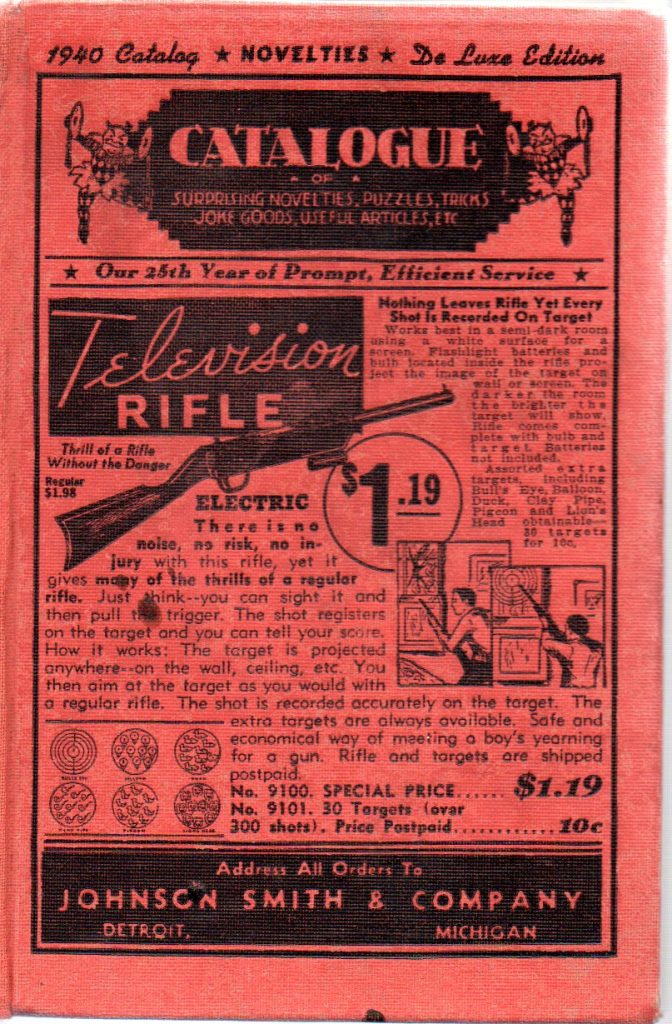 1940 Catalog ★ NOVELTIES ★ De Luxe Edition
CATALOGUE
★ OF ★
SURPRISING NOVELTIES, PUZZLES, TRICKS
JOKE GOODS, USEFUL ARTICLES, ETC
★ Our 25th Year of Prompt, Efficient Service ★
Television
RIFLE
Thrill of a Rifle
Without the Danger
Regular
$1.98
Nothing Leaves Rifle Yet Every
Shot Is Recorded On Target
Works best in a semi-dark room
using a white surface for a
screen. Flashlight batteries and
bulb located inside the rifle pro-
ject the image of the target on
wall or screen. The
darker the room
the brighter the
target will show.
Rifle comes com-
plete with bulb and
target. Batteries
not included.
Assorted extra
targets, including
Bull's Eye, Balloon,
Duck, Clay Pipe,
Pigeon and Lion's
Head obtainable—
30 targets
for 10c.
$1.19
ELECTRIC
There is no
noise, no risk, no in-
jury with this rifle, yet it
gives many of the thrills of a regular
rifle. Just think--you can sight it and
then pull the trigger. The shot registers
on the target and you can tell your score.
How it works: The target is projected
anywhere--on the wall, ceiling, etc. You
then aim at the target as you would with
a regular rifle. The shot is recorded accurately on the target. The
extra targets are always available. Safe and
economical way of meeting a boy's yearning
for a gun. Rifle and targets are shipped
postpaid.
No. 9100. SPECIAL PRICE...... $1.19
No. 9101. 30 Targets (over
300 shots). Price Postpaid............ 10c
Address All Orders To
JOHNSON SMITH & COMPANY
DETROIT, MICHIGAN